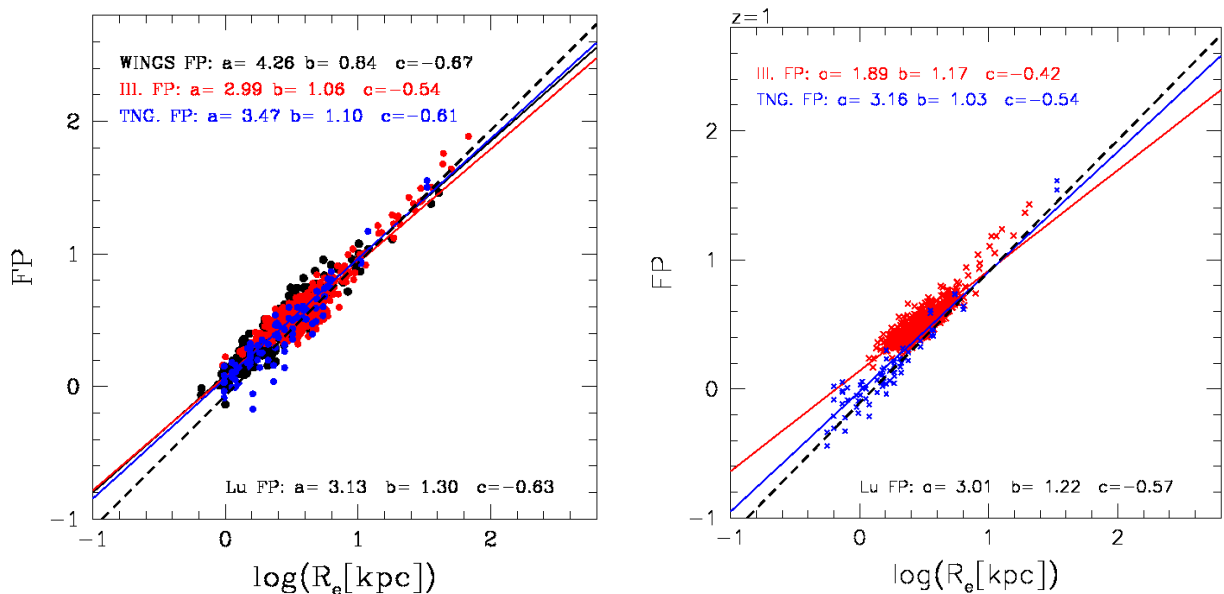 WINGS FP: a= 4.26 b= 0.84 c=-0.67
Ill. FP: a= 2.99 b= 1.06 c=-0.54
TNG. FP: a= 3.47 b= 1.10 c=-0.61
2
1
0
-1
FP
Lu FP: a= 3.13 b= 1.30 c=-0.63
-1 0 1 2
log(R_e[kpc])
z=1
Ill. FP: a= 1.89 b= 1.17 c=-0.42
TNG. FP: a= 3.16 b= 1.03 c=-0.54
2
1
0
-1
FP
Lu FP: a= 3.01 b= 1.22 c=-0.57
-1 0 1 2
log(R_e[kpc])